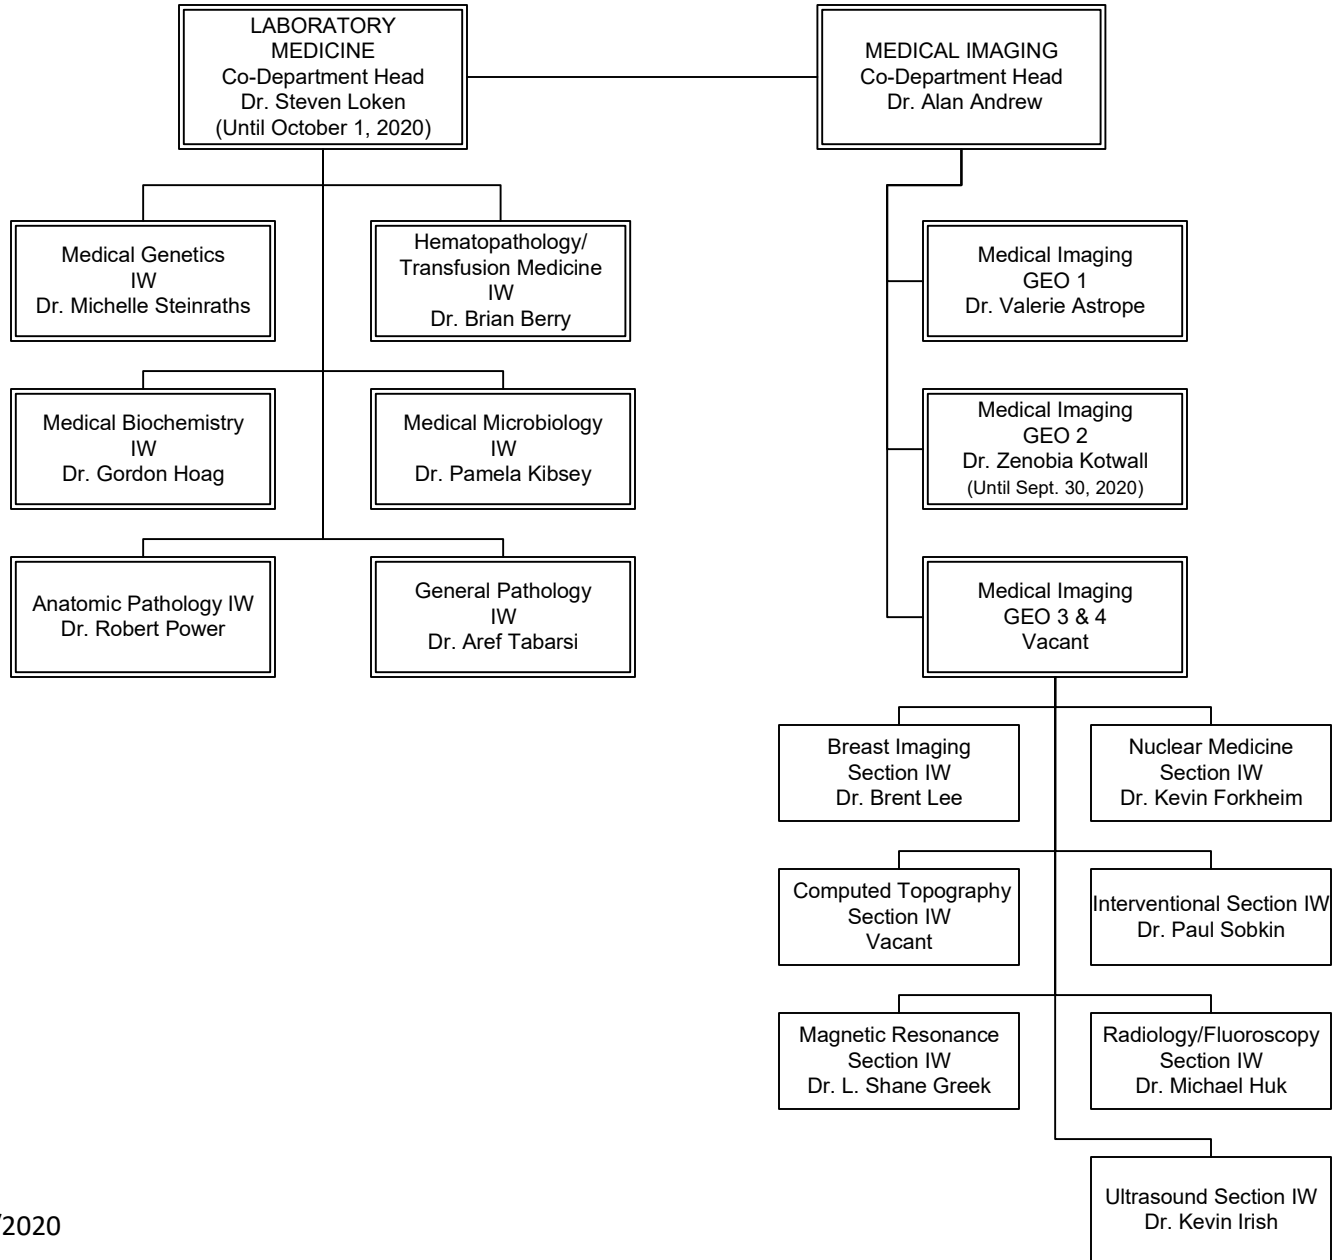 LABORATORY
MEDICINE
Co-Department Head
Dr. Steven Loken
(Until October 1, 2020)
MEDICAL IMAGING
Co-Department Head
Dr. Alan Andrew
Medical Genetics
IW
Dr. Michelle Steinraths
Hematopathology/
Transfusion Medicine
IW
Dr. Brian Berry
Medical Imaging
GEO 1
Dr. Valerie Astrope
Medical Biochemistry
IW
Dr. Gordon Hoag
Medical Microbiology
IW
Dr. Pamela Kibsey
Medical Imaging
GEO 2
Dr. Zenobia Kotwall
(Until Sept. 30, 2020)
Anatomic Pathology IW
Dr. Robert Power
General Pathology
IW
Dr. Aref Tabarsi
Medical Imaging
GEO 3 & 4
Vacant
Breast Imaging
Section IW
Dr. Brent Lee
Nuclear Medicine
Section IW
Dr. Kevin Forkheim
Computed Topography
Section IW
Vacant
Interventional Section IW
Dr. Paul Sobkin
Magnetic Resonance
Section IW
Dr. L. Shane Greek
Radiology/Fluoroscopy
Section IW
Dr. Michael Huk
Ultrasound Section IW
Dr. Kevin Irish
/2020